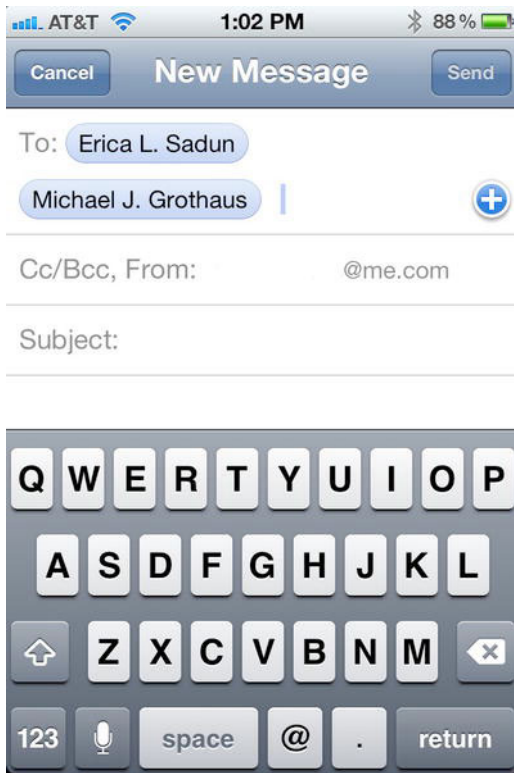 AT&T 1:02 PM 88%
Cancel New Message Send
To: Erica L. Sadun
Michael J. Grothaus
Cc/Bcc, From: @me.com
Subject:
Q W E R T Y U I O P
A S D F G H J K L
Z X C V B N M
123 space @ . return